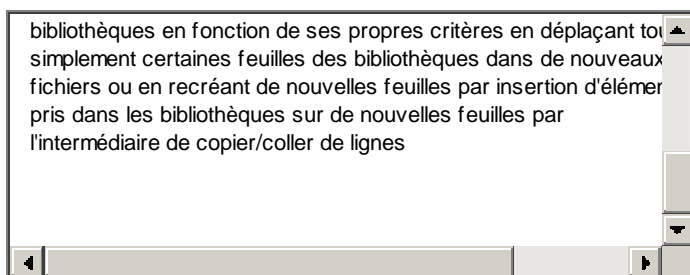 bibliothèques en fonction de ses propres critères en déplaçant
simplement certaines feuilles des bibliothèques dans de nouveaux
fichiers ou en recréant de nouvelles feuilles par insertion
pris dans les bibliothèques sur de nouvelles feuilles par
l'intermédiaire de copier/coller de lignes